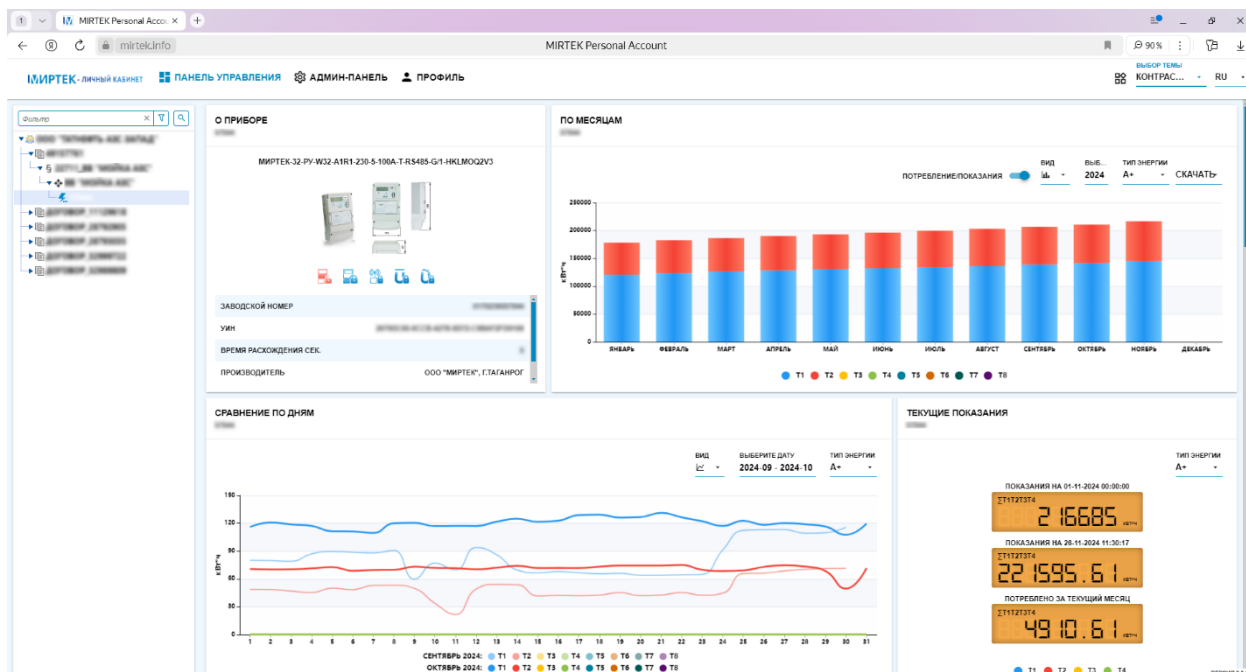 1
MIRTEK Personal Accou
mirtek.info
MIRTEK Personal Account
90 %
МИРТЕК - ЛИЧНЫЙ КАБИНЕТ
ПАНЕЛЬ УПРАВЛЕНИЯ
АДМИН-ПАНЕЛЬ
ПРОФИЛЬ
ВЫБОР ТЕМЫ
КОНТРАС...
RU
Фильтр
О ПРИБОРЕ
МИРТЕК-32-РУ-W32-A1R1-230-5-100A-T-RS485-G/1-HKLMOQ2V3
ЗАВОДСКОЙ НОМЕР
УИН
ВРЕМЯ РАСХОЖДЕНИЯ СЕК.
ПРОИЗВОДИТЕЛЬ ООО "МИРТЕК", Г.ТАГАНРОГ
ПО МЕСЯЦАМ
ПОТРЕБЛЕНИЕ/ПОКАЗАНИЯ
ВИД
ВЫБ...
2024
ТИП ЭНЕРГИИ
A+
СКАЧАТЬ
250000
200000
150000
100000
50000
0
кВт*ч
ЯНВАРЬ ФЕВРАЛЬ МАРТ АПРЕЛЬ МАЙ ИЮНЬ ИЮЛЬ АВГУСТ СЕНТЯБРЬ ОКТЯБРЬ НОЯБРЬ ДЕКАБРЬ
T1 T2 T3 T4 T5 T6 T7 T8
СРАВНЕНИЕ ПО ДНЯМ
ВИД
ВЫБЕРИТЕ ДАТУ
2024-09 - 2024-10
ТИП ЭНЕРГИИ
A+
150
120
90
60
30
0
кВт*ч
1 2 3 4 5 6 7 8 9 10 11 12 13 14 15 16 17 18 19 20 21 22 23 24 25 26 27 28 29 30 31
СЕНТЯБРЬ 2024: T1 T2 T3 T4 T5 T6 T7 T8
ОКТЯБРЬ 2024: T1 T2 T3 T4 T5 T6 T7 T8
ТЕКУЩИЕ ПОКАЗАНИЯ
ТИП ЭНЕРГИИ
A+
ПОКАЗАНИЯ НА 01-11-2024 00:00:00
∑T1T2T3T4
216685 кВт*Ч
ПОКАЗАНИЯ НА 26-11-2024 11:30:17
∑T1T2T3T4
221595.61 кВт*Ч
ПОТРЕБЛЕНО ЗА ТЕКУЩИЙ МЕСЯЦ
∑T1T2T3T4
4910.61 кВт*Ч
T1 T2 T3 T4